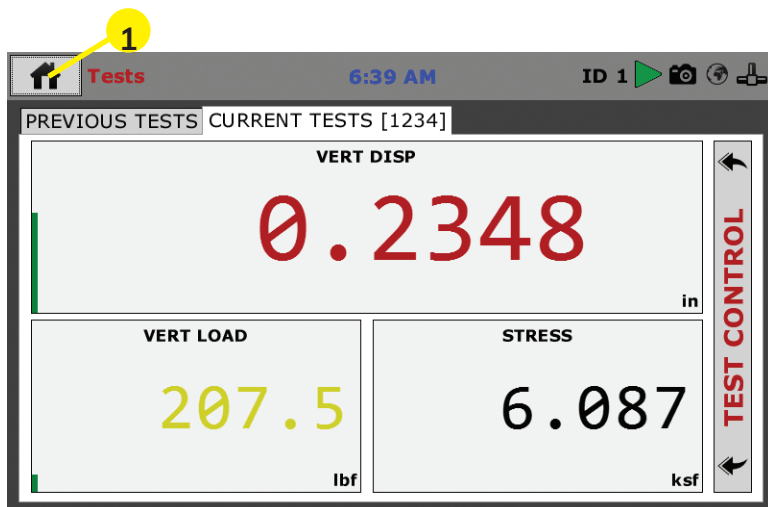 1
Tests 6:39 AM ID 1
PREVIOUS TESTS CURRENT TESTS [1234]
VERT DISP
0.2348
in
VERT LOAD
207.5
lbf
STRESS
6.087
ksf
TEST CONTROL